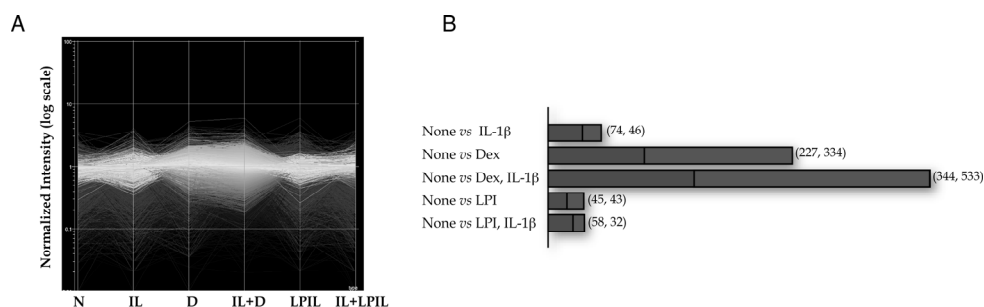 A
B
Normalized Intensity (log scale)
100
10
1
0.1
N IL D IL+D LPIL IL+LPIL
None vs IL-1β (74, 46)
None vs Dex (227, 334)
None vs Dex, IL-1β (344, 533)
None vs LPI (45, 43)
None vs LPI, IL-1β (58, 32)